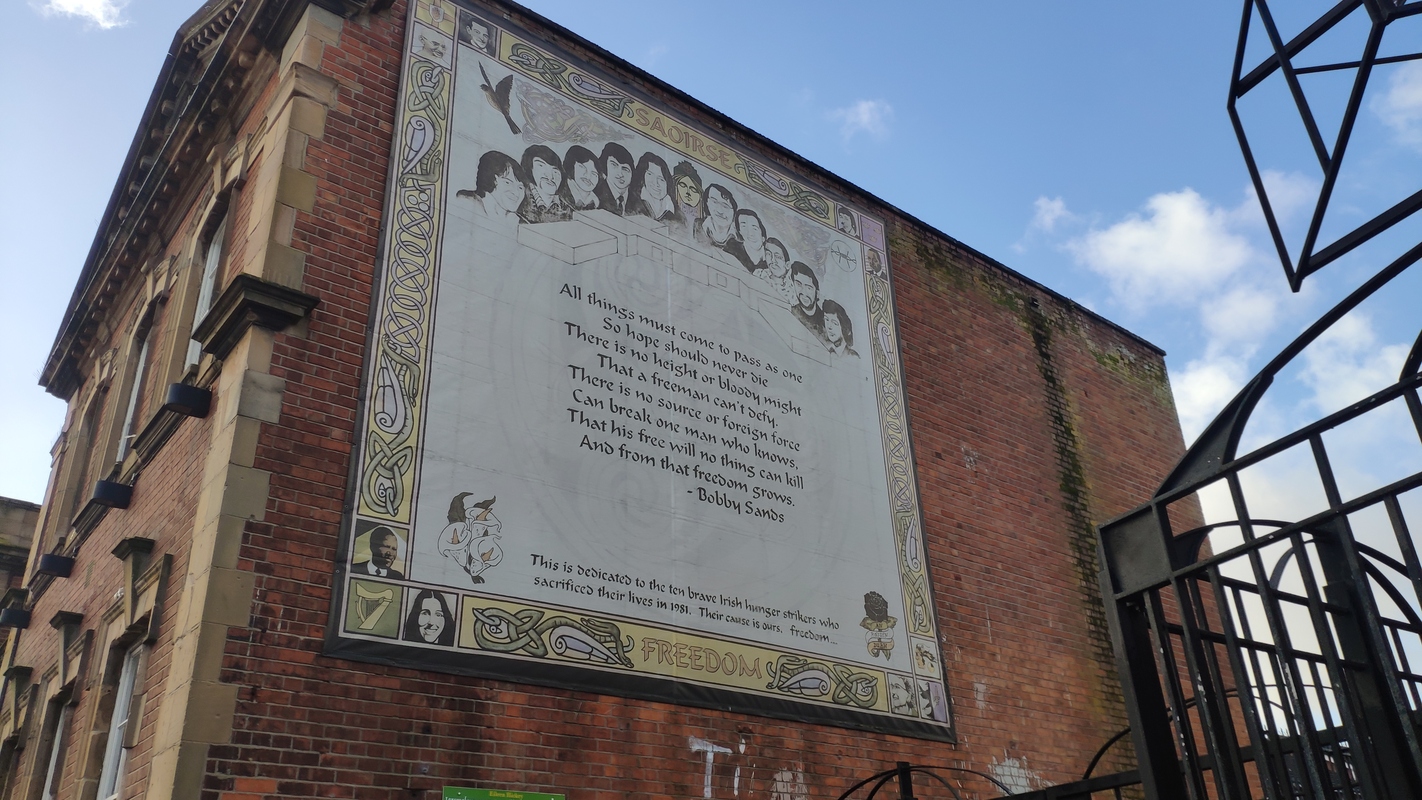 SAOIRSE
All things must come to pass as one
So hope should never die
There is no height or bloody might
That a freeman can't defy.
There is no source or foreign force
Can break one man who knows,
That his free will no thing can kill
And from that freedom grows.
- Bobby Sands
This is dedicated to the ten brave Irish hunger strikers who
sacrificed their lives in 1981. Their cause is ours, freedom...
FREEDOM